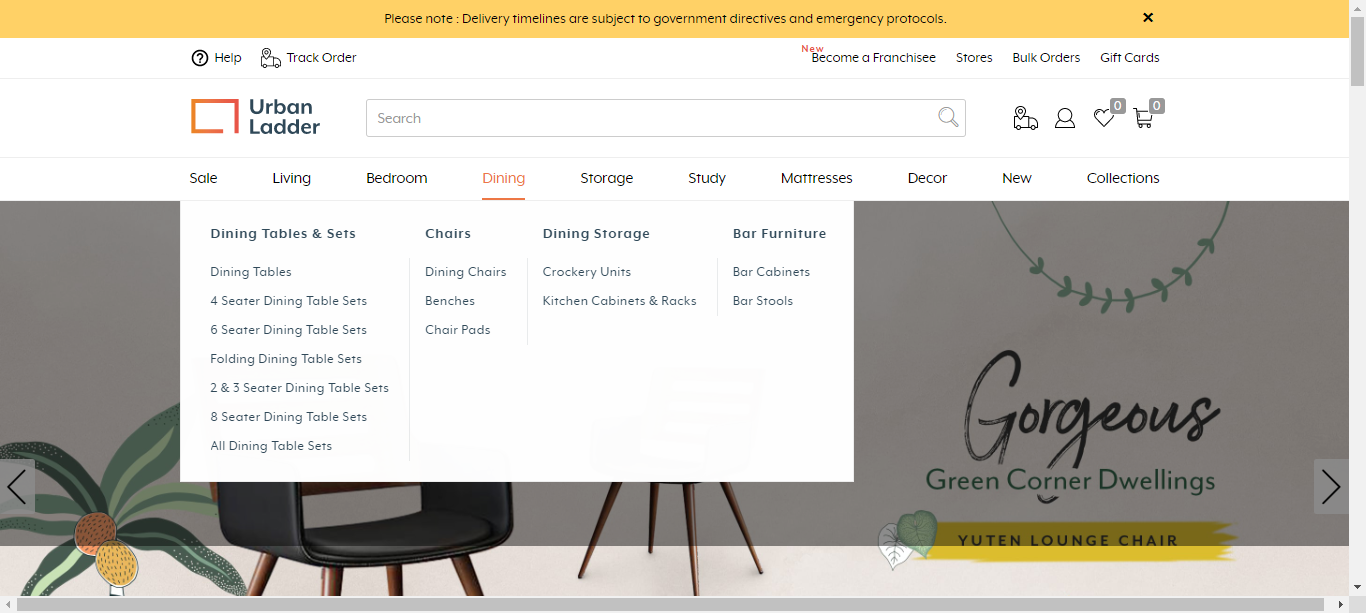 Please note : Delivery timelines are subject to government directives and emergency protocols.
Help
Track Order
New
Become a Franchisee
Stores
Bulk Orders
Gift Cards
Urban
Ladder
Search
0
0
Sale
Living
Bedroom
Dining
Storage
Study
Mattresses
Decor
New
Collections
Dining Tables & Sets
Dining Tables
4 Seater Dining Table Sets
6 Seater Dining Table Sets
Folding Dining Table Sets
2 & 3 Seater Dining Table Sets
8 Seater Dining Table Sets
All Dining Table Sets
Chairs
Dining Chairs
Benches
Chair Pads
Dining Storage
Crockery Units
Kitchen Cabinets & Racks
Bar Furniture
Bar Cabinets
Bar Stools
Gorgeous
Green Corner Dwellings
YUTEN LOUNGE CHAIR